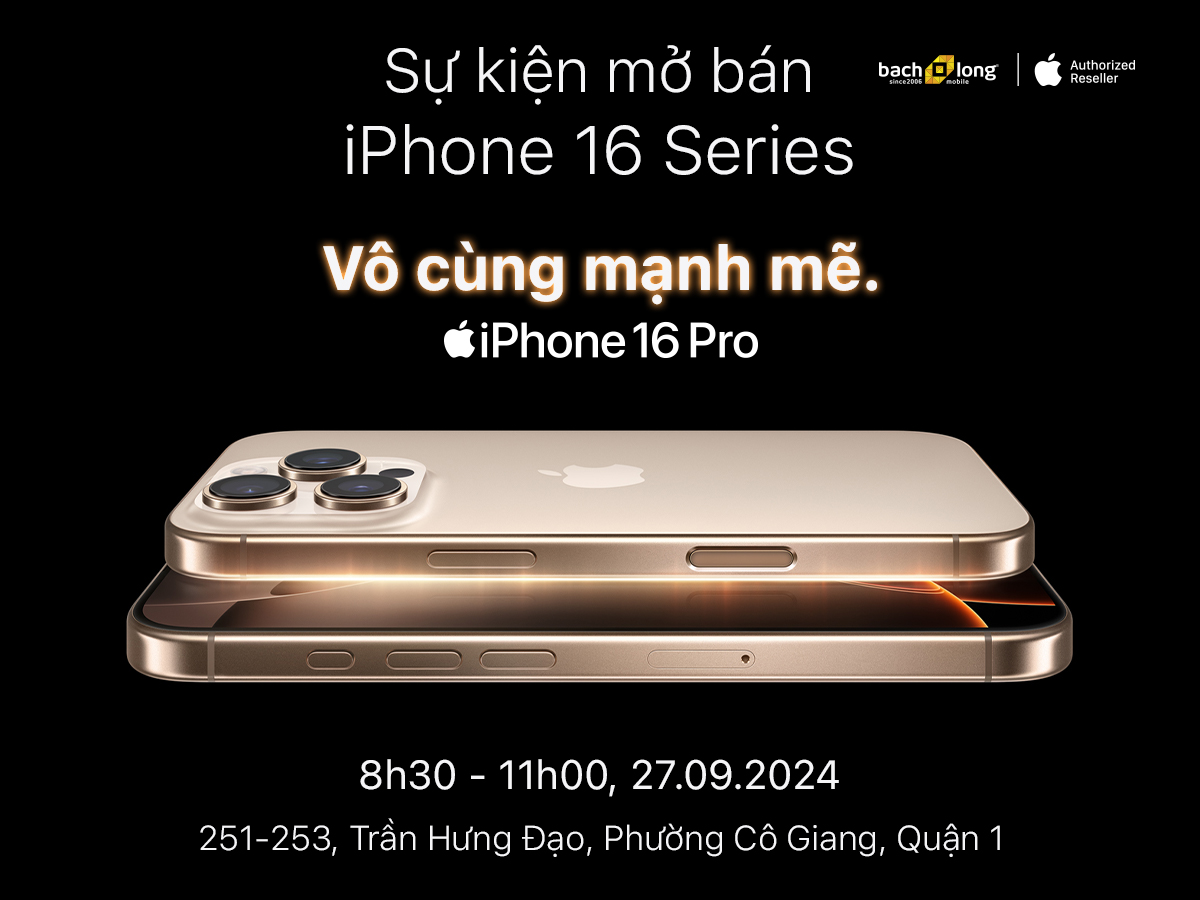 Sự kiện mở bán
iPhone 16 Series
bach long
since2006 mobile
Authorized
Reseller
Vô cùng mạnh mẽ.
iPhone 16 Pro
8h30 - 11h00, 27.09.2024
251-253, Trần Hưng Đạo, Phường Cô Giang, Quận 1